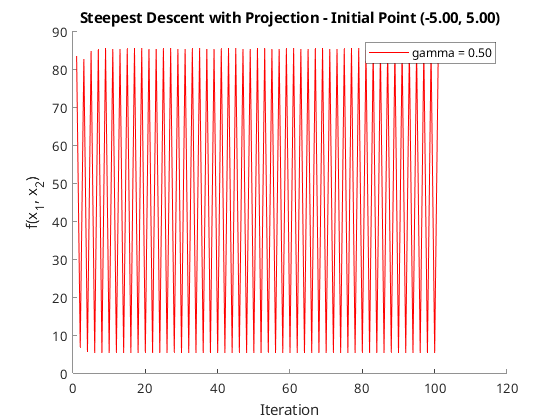 Steepest Descent with Projection - Initial Point (-5.00, 5.00)
gamma = 0.50
90
80
70
60
50
40
30
20
10
0
f(x1, x2)
0 20 40 60 80 100 120
Iteration